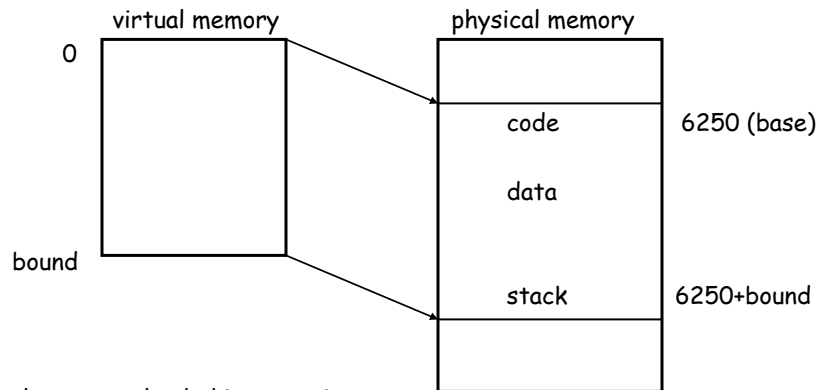 virtual memory
physical memory
0
code
6250 (base)
data
bound
stack
6250+bound